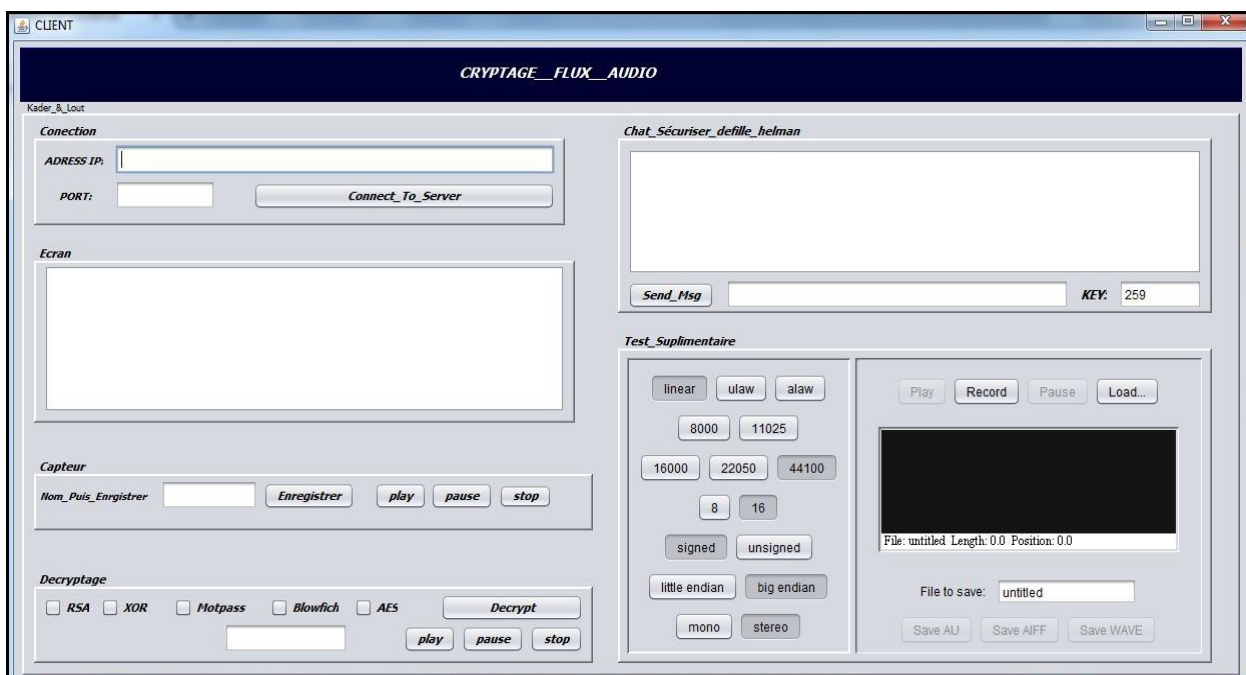 CLIENT
CRYPTAGE__FLUX__AUDIO
Kader_&_Lout
Conection
ADRESS IP:
PORT:
Connect_To_Server
Ecran
Capteur
Nom_Puis_Enrgistrer
Enregistrer
play
pause
stop
Decryptage
RSA
XOR
Motpass
Blowfich
AES
Decrypt
play
pause
stop
Chat_Sécuriser_defille_helman
Send_Msg
KEY:
259
Test_Suplimentaire
linear
ulaw
alaw
8000
11025
16000
22050
44100
8
16
signed
unsigned
little endian
big endian
mono
stereo
Play
Record
Pause
Load...
File: untitled Length: 0.0 Position: 0.0
File to save:
untitled
Save AU
Save AIFF
Save WAVE